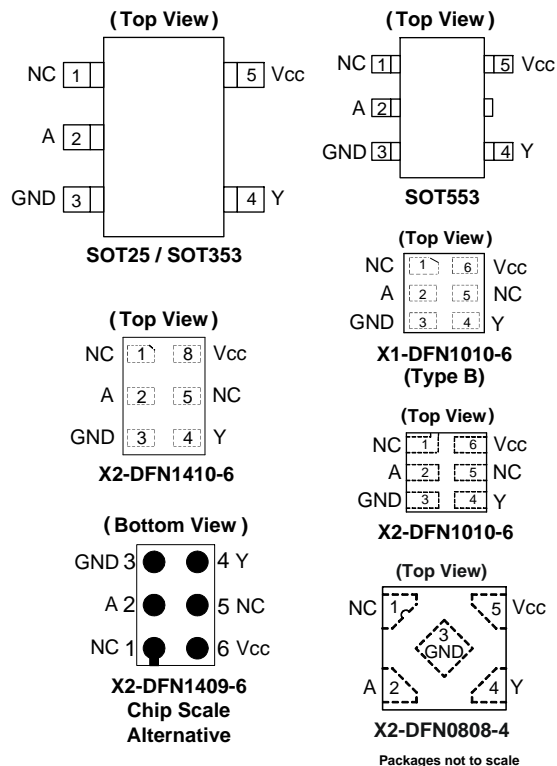 (Top View)
NC 1 5 Vcc
A 2
GND 3 4 Y
SOT25 / SOT353
(Top View)
NC 1 5 Vcc
A 2
GND 3 4 Y
SOT553
(Top View)
NC 1 6 Vcc
A 2 5 NC
GND 3 4 Y
X1-DFN1010-6
(Type B)
(Top View)
NC 1 8 Vcc
A 2 5 NC
GND 3 4 Y
X2-DFN1410-6
(Top View)
NC 1 6 Vcc
A 2 5 NC
GND 3 4 Y
X2-DFN1010-6
(Bottom View)
GND 3 4 Y
A 2 5 NC
NC 1 6 Vcc
X2-DFN1409-6
Chip Scale
Alternative
(Top View)
NC 1 5 Vcc
3
GND
A 2 4 Y
X2-DFN0808-4
Packages not to scale